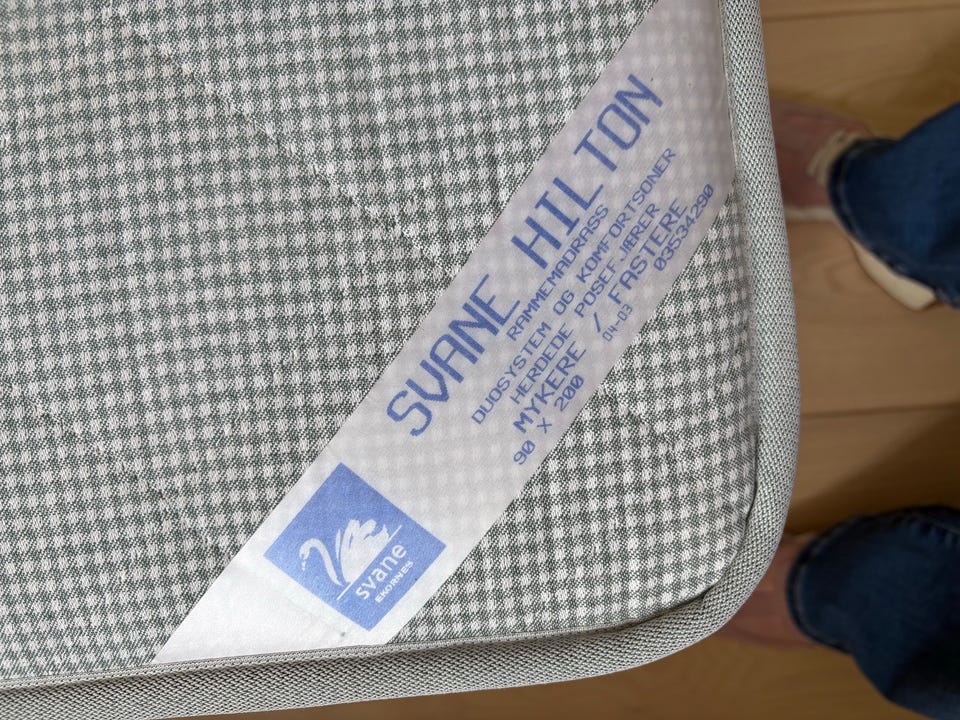 SVANE HILTON
RAMMEMADRASS
DUOSYSTEM OG KOMFORTSONER
HERDEDE POSEFJÆRER
MYKERE / FASTERE
90 X 200
04-03
03534290
svane
EKORNES